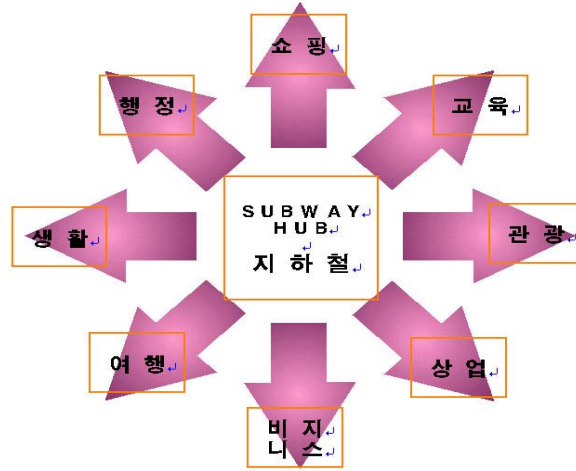 쇼 핑
행 정
교 육
SUBWAY
HUB
지 하 철
생 활
관 광
여 행
상 업
비 지
니 스